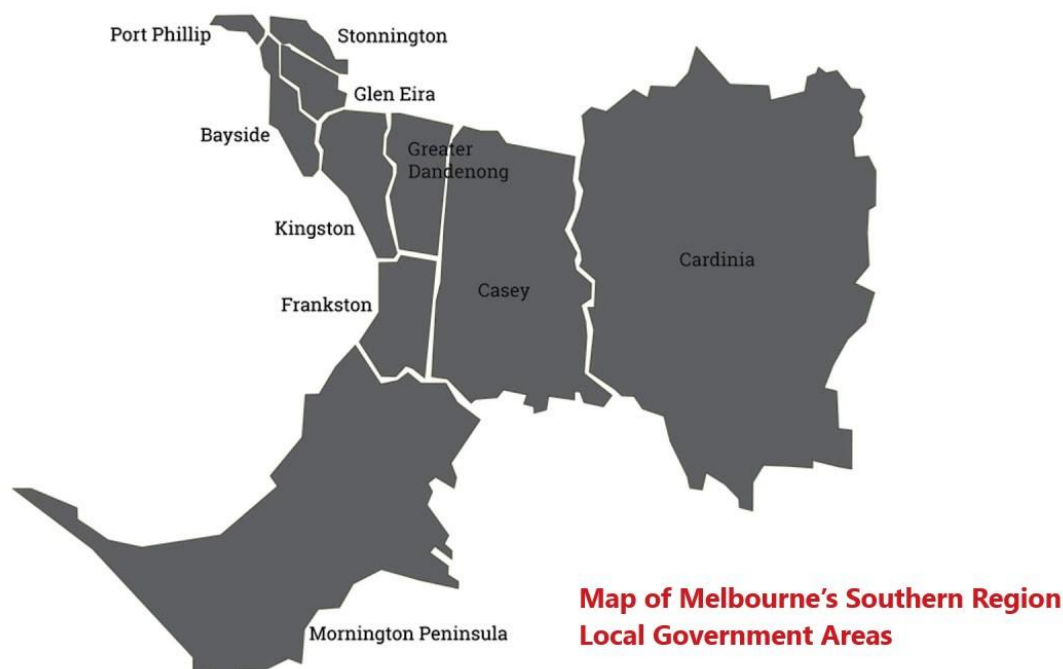 Port Phillip
Stonnington
Glen Eira
Bayside
Greater
Dandenong
Kingston
Cardinia
Casey
Frankston
Mornington Peninsula
Map of Melbourne's Southern Region
Local Government Areas